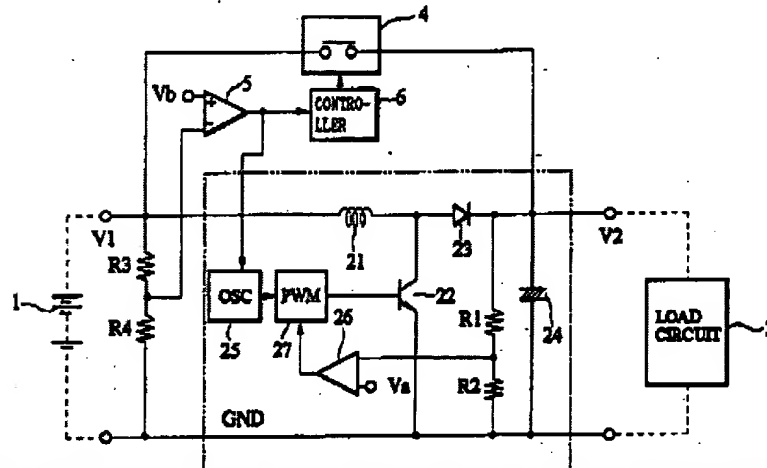 4
5
Vb
+
-
CONTRO-
LLER
6
V1
21
23
V2
R3
1
OSC
PWM
22
R1
24
LOAD
CIRCUIT
R4
25
27
26
Va
R2
GND